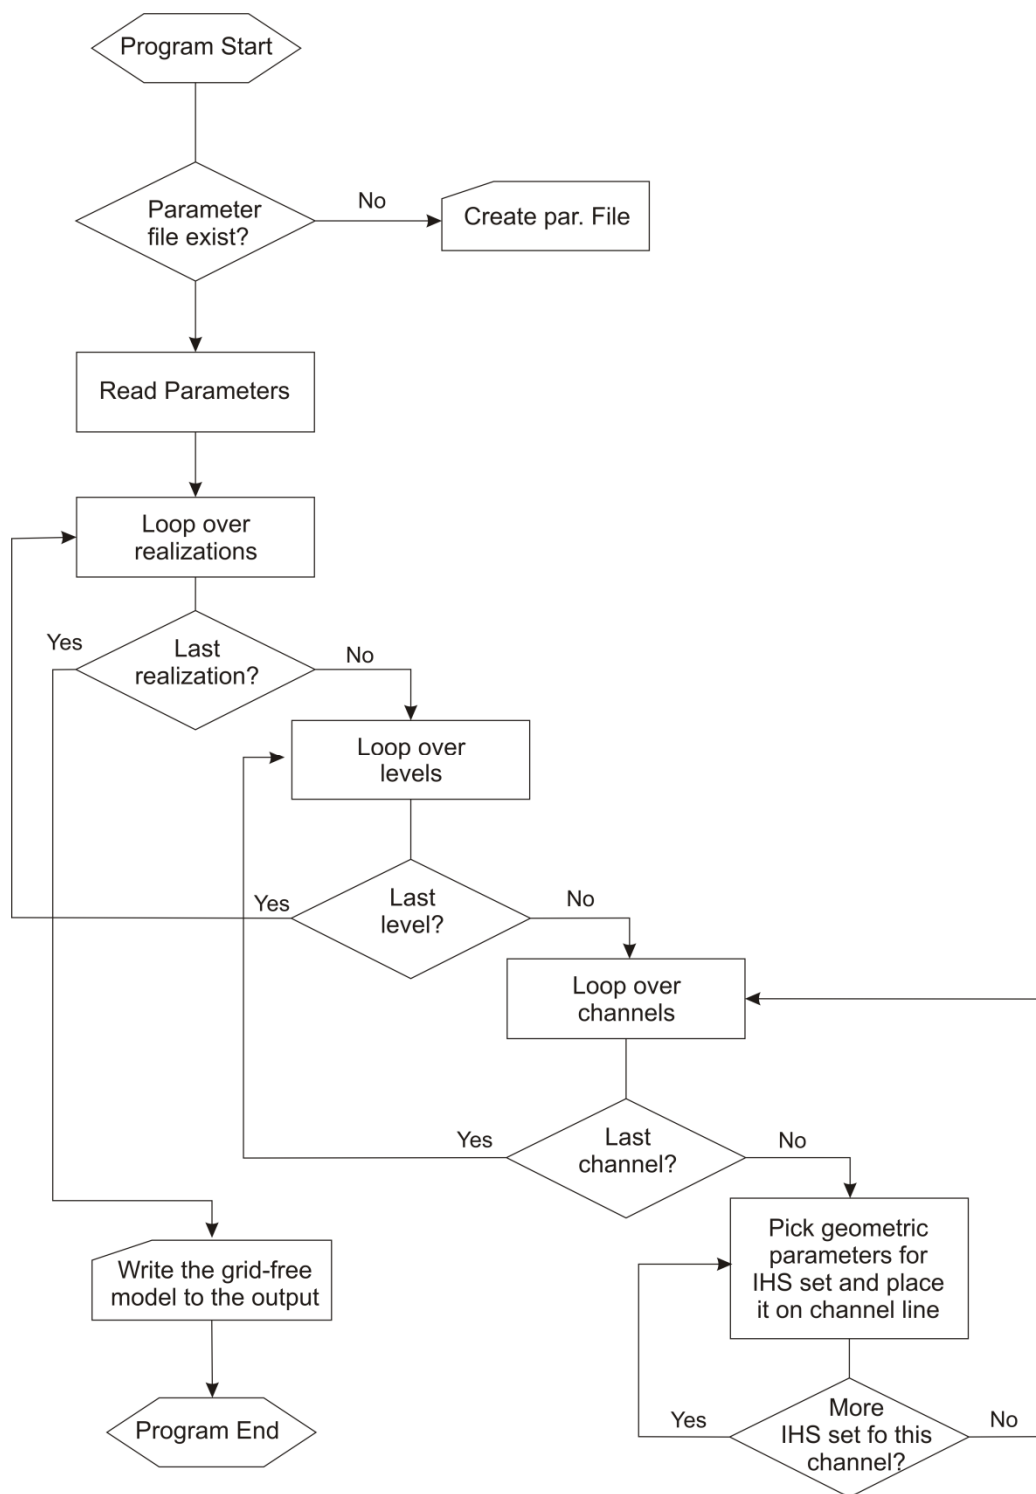 Program Start
Parameter
file exist?
No
Create par. File
Read Parameters
Loop over
realizations
Yes
Last
realization?
No
Loop over
levels
Yes
Last
level?
No
Loop over
channels
Yes
Last
channel?
No
Pick geometric
parameters for
IHS set and place
it on channel line
Write the grid-free
model to the output
Yes
More
IHS set fo this
channel?
No
Program End